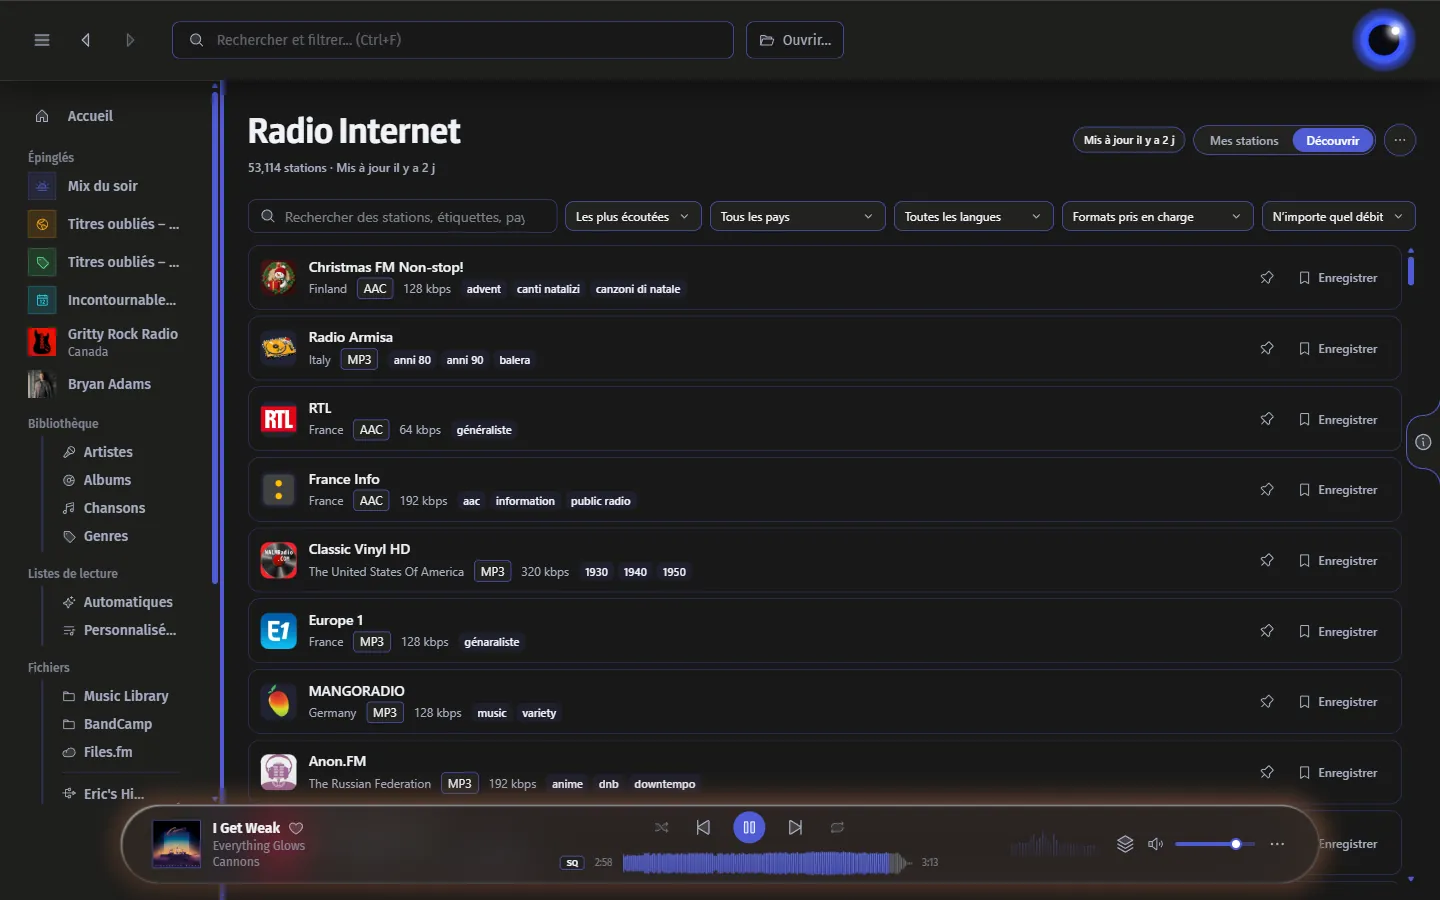 Rechercher et filtrer... (Ctrl+F)
Ouvrir...
Accueil
Épinglés
Mix du soir
Titres oubliés – ...
Titres oubliés – ...
Incontournable...
Gritty Rock Radio
Canada
Bryan Adams
Bibliothèque
Artistes
Albums
Chansons
Genres
Listes de lecture
Automatiques
Personnalisé...
Fichiers
Music Library
BandCamp
Files.fm
Eric's Hi...
Radio Internet
53,114 stations · Mis à jour il y a 2 j
Mis à jour il y a 2 j
Mes stations
Découvrir
Rechercher des stations, étiquettes, pay
Les plus écoutées
Tous les pays
Toutes les langues
Formats pris en charge
N'importe quel débit
Christmas FM Non-stop!
Finland AAC 128 kbps advent canti natalizi canzoni di natale
Enregistrer
Radio Armisa
Italy MP3 anni 80 anni 90 balera
Enregistrer
RTL
RTL
France AAC 64 kbps généraliste
Enregistrer
France Info
France AAC 192 kbps aac information public radio
Enregistrer
WALMRadio
.COM
Classic Vinyl HD
The United States Of America MP3 320 kbps 1930 1940 1950
Enregistrer
E1
Europe 1
France MP3 128 kbps génaraliste
Enregistrer
MANGORADIO
Germany MP3 128 kbps music variety
Enregistrer
Anon.FM
The Russian Federation MP3 192 kbps anime dnb downtempo
Enregistrer
Enregistrer
I Get Weak
Everything Glows
Cannons
SQ 2:58
3:13